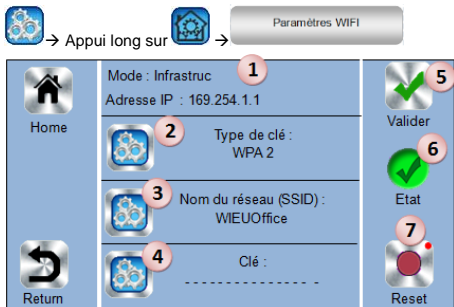 → Appui long sur → Paramètres WIFI
Mode : Infrastruc 1
Adresse IP : 169.254.1.1
Home
5
Valider
2 Type de clé :
WPA 2
6
Etat
3 Nom du réseau (SSID) :
WIEUOffice
4 Clé :
- - - - - - - - - - - - - - -
7
Return
Reset